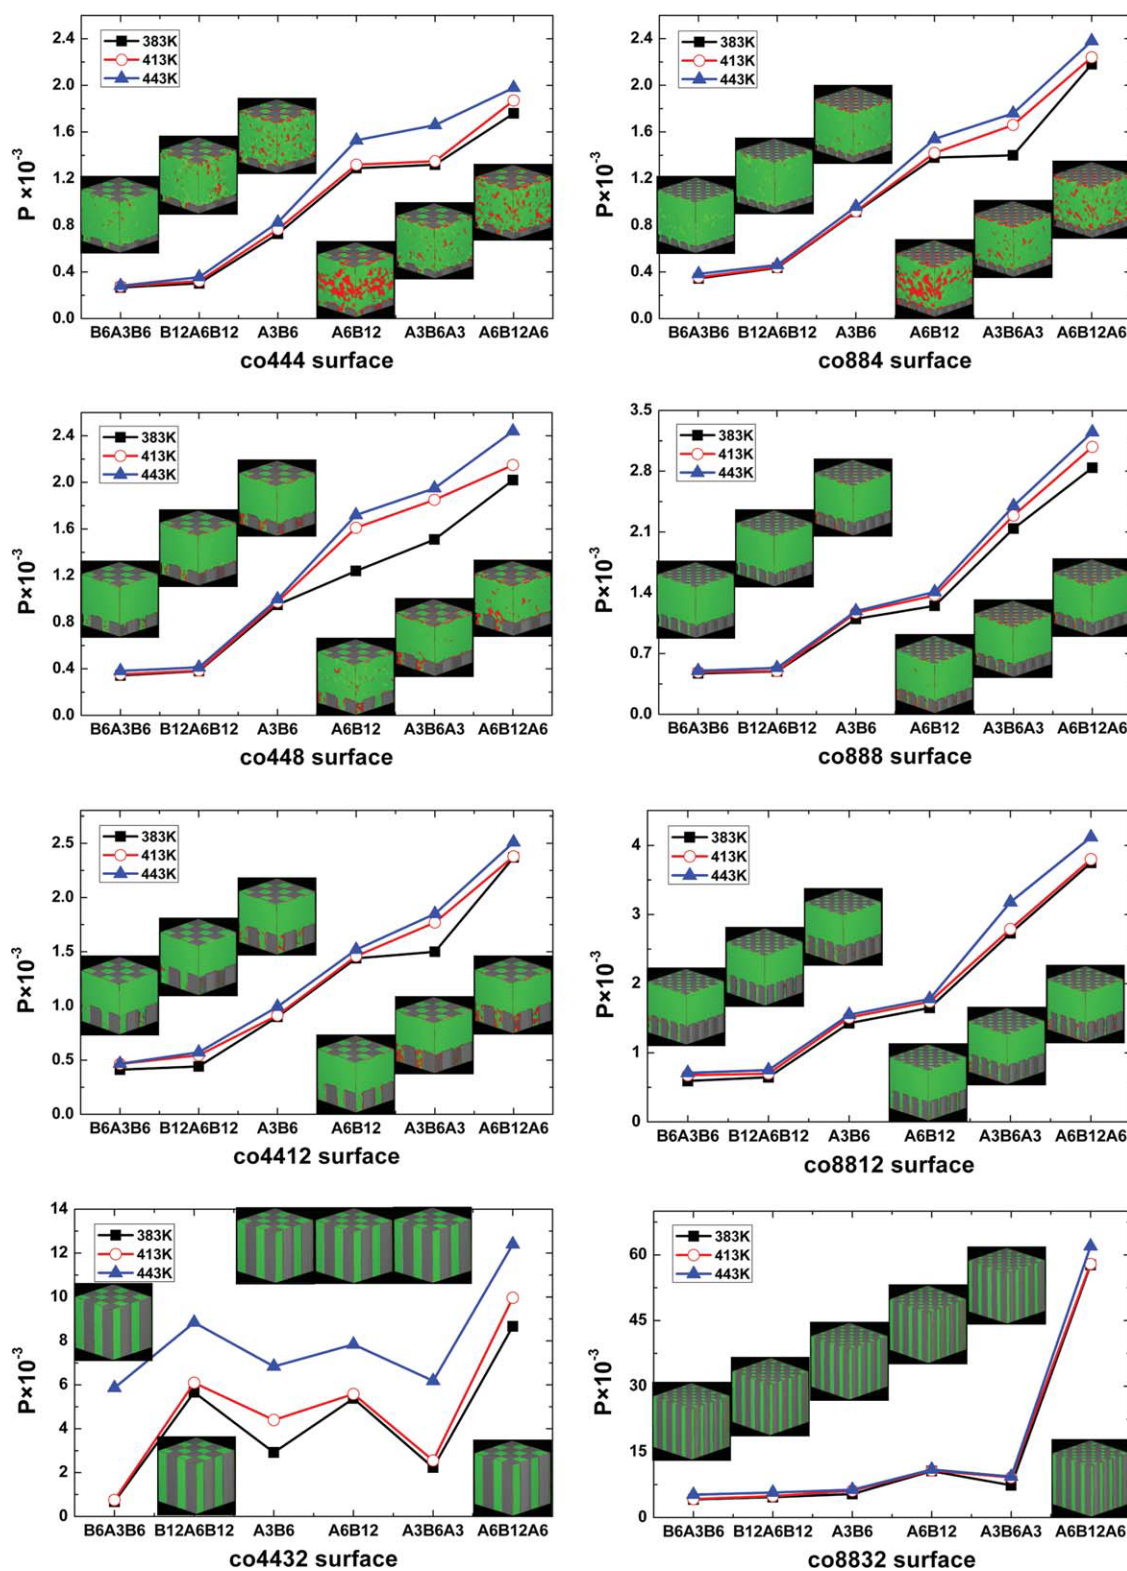 383K
413K
443K
2.4
2.0
1.6
1.2
0.8
0.4
0.0
P ×10⁻³
B6A3B6 B12A6B12 A3B6 A6B12 A3B6A3 A6B12A6
co444 surface
383K
413K
443K
2.4
2.0
1.6
1.2
0.8
0.4
0.0
P ×10⁻³
B6A3B6 B12A6B12 A3B6 A6B12 A3B6A3 A6B12A6
co884 surface
383K
413K
443K
2.4
2.0
1.6
1.2
0.8
0.4
0.0
P×10⁻³
B6A3B6 B12A6B12 A3B6 A6B12 A3B6A3 A6B12A6
co448 surface
383K
413K
443K
3.5
2.8
2.1
1.4
0.7
0.0
P×10⁻³
B6A3B6 B12A6B12 A3B6 A6B12 A3B6A3 A6B12A6
co888 surface
383K
413K
443K
2.5
2.0
1.5
1.0
0.5
0.0
P×10⁻³
B6A3B6 B12A6B12 A3B6 A6B12 A3B6A3 A6B12A6
co4412 surface
383K
413K
443K
4
3
2
1
0
P×10⁻³
B6A3B6 B12A6B12 A3B6 A6B12 A3B6A3 A6B12A6
co8812 surface
383K
413K
443K
14
12
10
8
6
4
2
0
P×10⁻³
B6A3B6 B12A6B12 A3B6 A6B12 A3B6A3 A6B12A6
co4432 surface
383K
413K
443K
60
45
30
15
0
P×10⁻³
B6A3B6 B12A6B12 A3B6 A6B12 A3B6A3 A6B12A6
co8832 surface